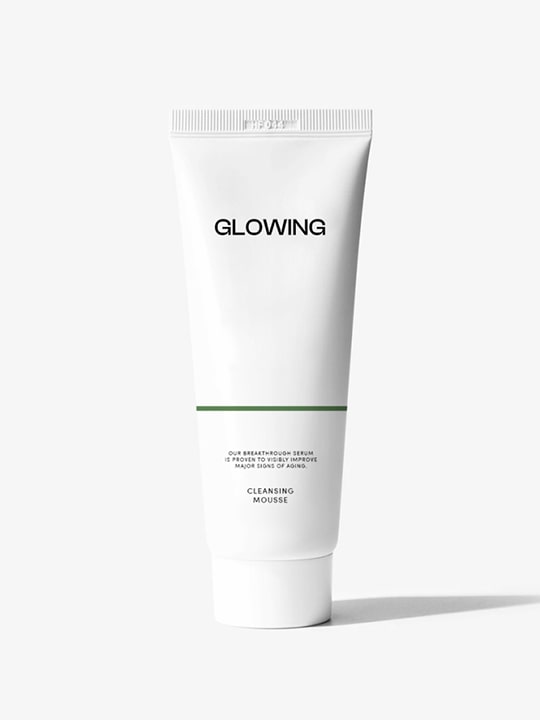 GLOWING
OUR BREAKTHROUGH SERUM
IS PROVEN TO VISIBLY IMPROVE
MAJOR SIGNS OF AGING.
CLEANSING
MOUSSE